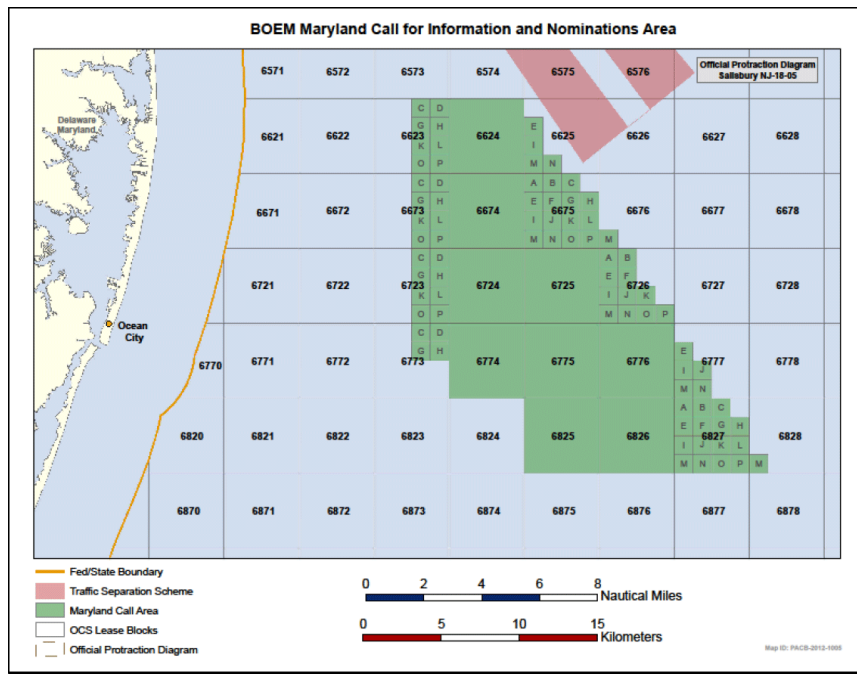 BOEM Maryland Call for Information and Nominations Area
Official Protraction Diagram
Salisbury NJ-18-05
6571 6572 6573 6574 6575 6576
Delaware
Maryland
C D
G H
K L
O P
E
I
M N
6621 6622 6623 6624 6625 6626 6627 6628
C D
G H
K L
O P
A B C
E F G H
I J K L
M N O P M
6671 6672 6673 6674 6675 6676 6677 6678
C D
G H
K L
O P
A B
E F
I J K
M N O P
6721 6722 6723 6724 6725 6726 6727 6728
Ocean
City
C D
G H
E
I J
M N
6770 6771 6772 6773 6774 6775 6776 6777 6778
A B C
E F G H
I J K L
M N O P M
6820 6821 6822 6823 6824 6825 6826 6827 6828
6870 6871 6872 6873 6874 6875 6876 6877 6878
Fed/State Boundary
Traffic Separation Scheme
Maryland Call Area
OCS Lease Blocks
Official Protraction Diagram
0 2 4 6 8
Nautical Miles
0 5 10 15
Kilometers
Map ID: PACB-2012-1005